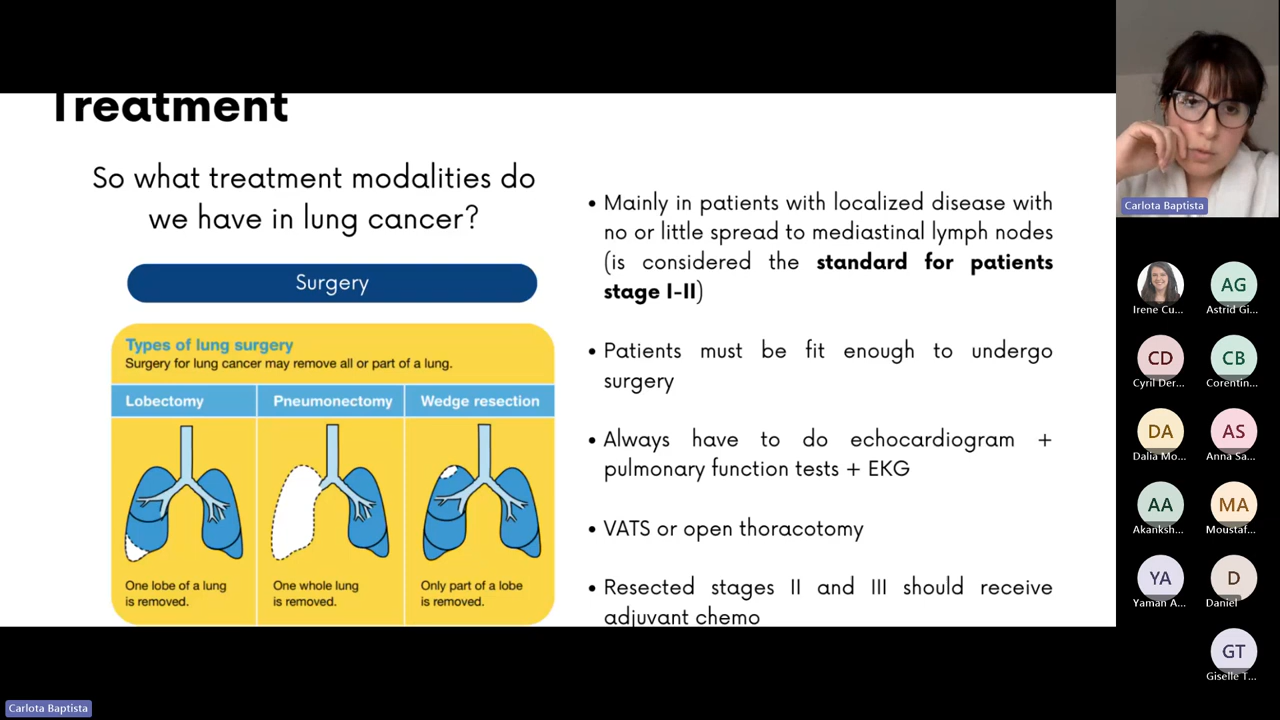 Treatment
So what treatment modalities do
we have in lung cancer?
Surgery
Types of lung surgery
Surgery for lung cancer may remove all or part of a lung.
Lobectomy
Pneumonectomy
Wedge resection
One lobe of a lung
is removed.
One whole lung
is removed.
Only part of a lobe
is removed.
• Mainly in patients with localized disease with
no or little spread to mediastinal lymph nodes
(is considered the standard for patients
stage I-II)
• Patients must be fit enough to undergo
surgery
• Always have to do echocardiogram +
pulmonary function tests + EKG
• VATS or open thoracotomy
• Resected stages II and III should receive
adjuvant chemo
Carlota Baptista
Irene Cu...
AG
Astrid Gi...
CD
Cyril Der...
CB
Corentin...
DA
Dalia Mo...
AS
Anna Sa...
AA
Akanksh...
MA
Moustaf...
YA
Yaman A...
D
Daniel
GT
Giselle T...
Carlota Baptista